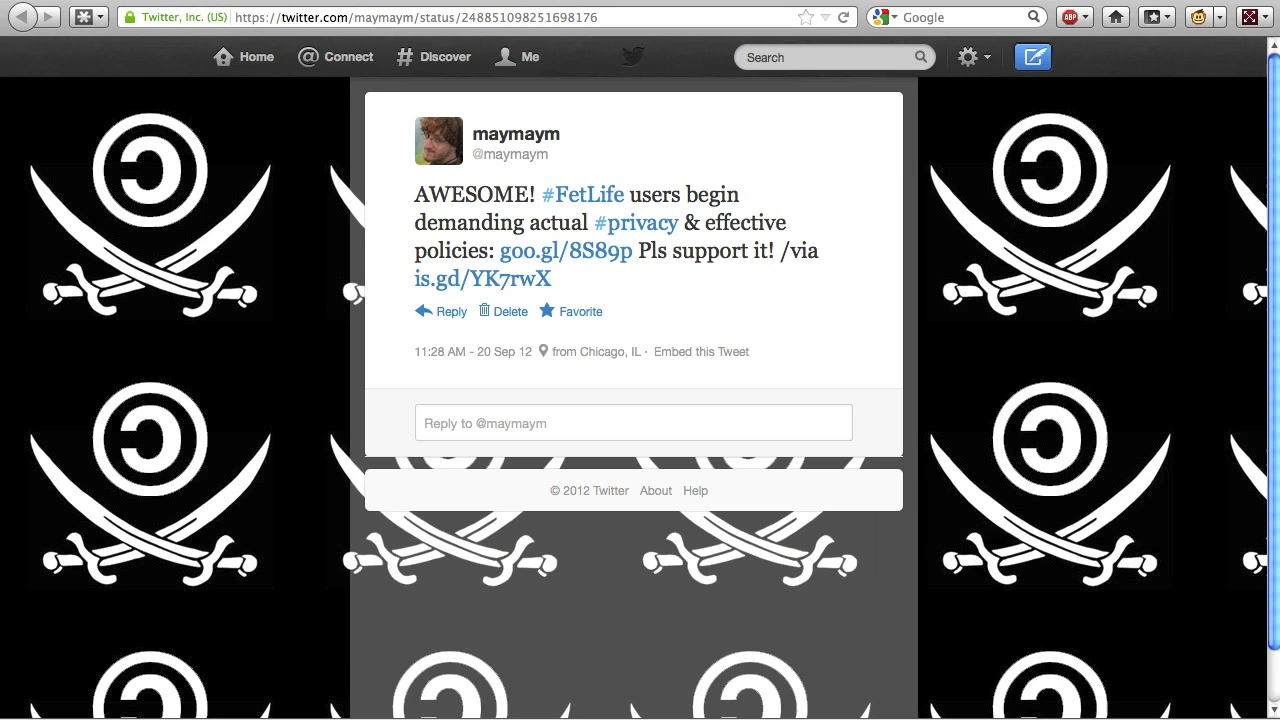 Twitter, Inc. (US) https://twitter.com/maymaym/status/248851098251698176 Google ABP
Home @ Connect # Discover Me Search
maymaym
@maymaym
AWESOME! #FetLife users begin
demanding actual #privacy & effective
policies: goo.gl/8S89p Pls support it! /via
is.gd/YK7rwX
Reply Delete Favorite
11:28 AM - 20 Sep 12 from Chicago, IL · Embed this Tweet
Reply to @maymaym
© 2012 Twitter About Help